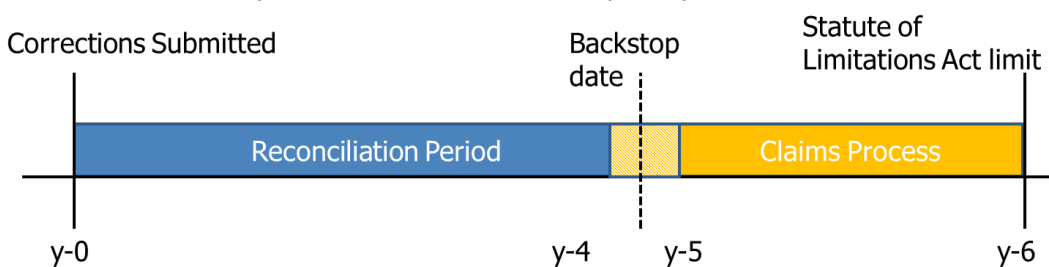 Corrections Submitted
Backstop
date
Statute of
Limitations Act limit
Reconciliation Period
Claims Process
y-0
y-4
y-5
y-6